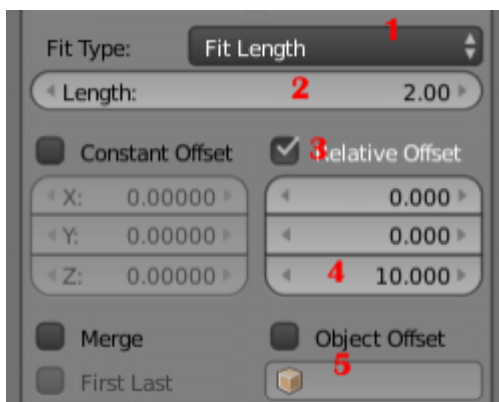 Fit Type: Fit Length 1
Length: 2 2.00
Constant Offset 3 Relative Offset
X: 0.00000 0.000
Y: 0.00000 0.000
Z: 0.00000 4 10.000
Merge Object Offset
First Last 5